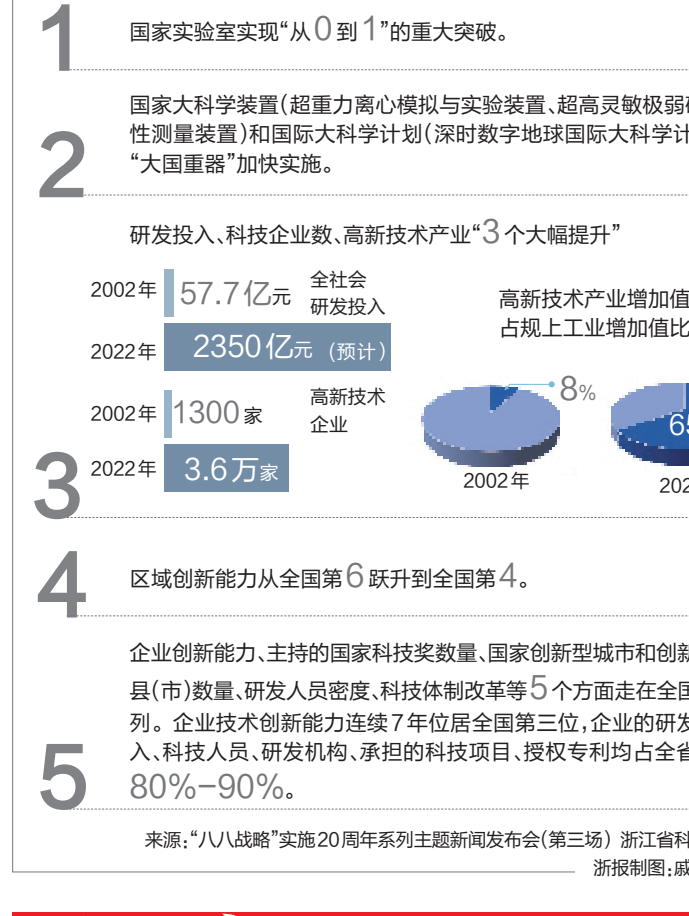 1
国家实验室实现“从0到1”的重大突破。
2
国家大科学装置(超重力离心模拟与实验装置、超高灵敏极弱
性测量装置)和国际大科学计划(深时数字地球国际大科学计
“大国重器”加快实施。
3
研发投入、科技企业数、高新技术产业“3个大幅提升”
2002年 57.7亿元 全社会
研发投入
2022年 2350亿元 (预计)
2002年 1300家 高新技术
企业
2022年 3.6万家
高新技术产业增加值
占规上工业增加值比
8%
2002年
6
202
4
区域创新能力从全国第6跃升到全国第4。
5
企业创新能力、主持的国家科技奖数量、国家创新型城市和创新
县(市)数量、研发人员密度、科技体制改革等5个方面走在全国
列。企业技术创新能力连续7年位居全国第三位,企业的研发
入、科技人员、研发机构、承担的科技项目、授权专利均占全省
80%-90%。
来源:“八八战略”实施20周年系列主题新闻发布会(第三场) 浙江省科
浙报制图:戚